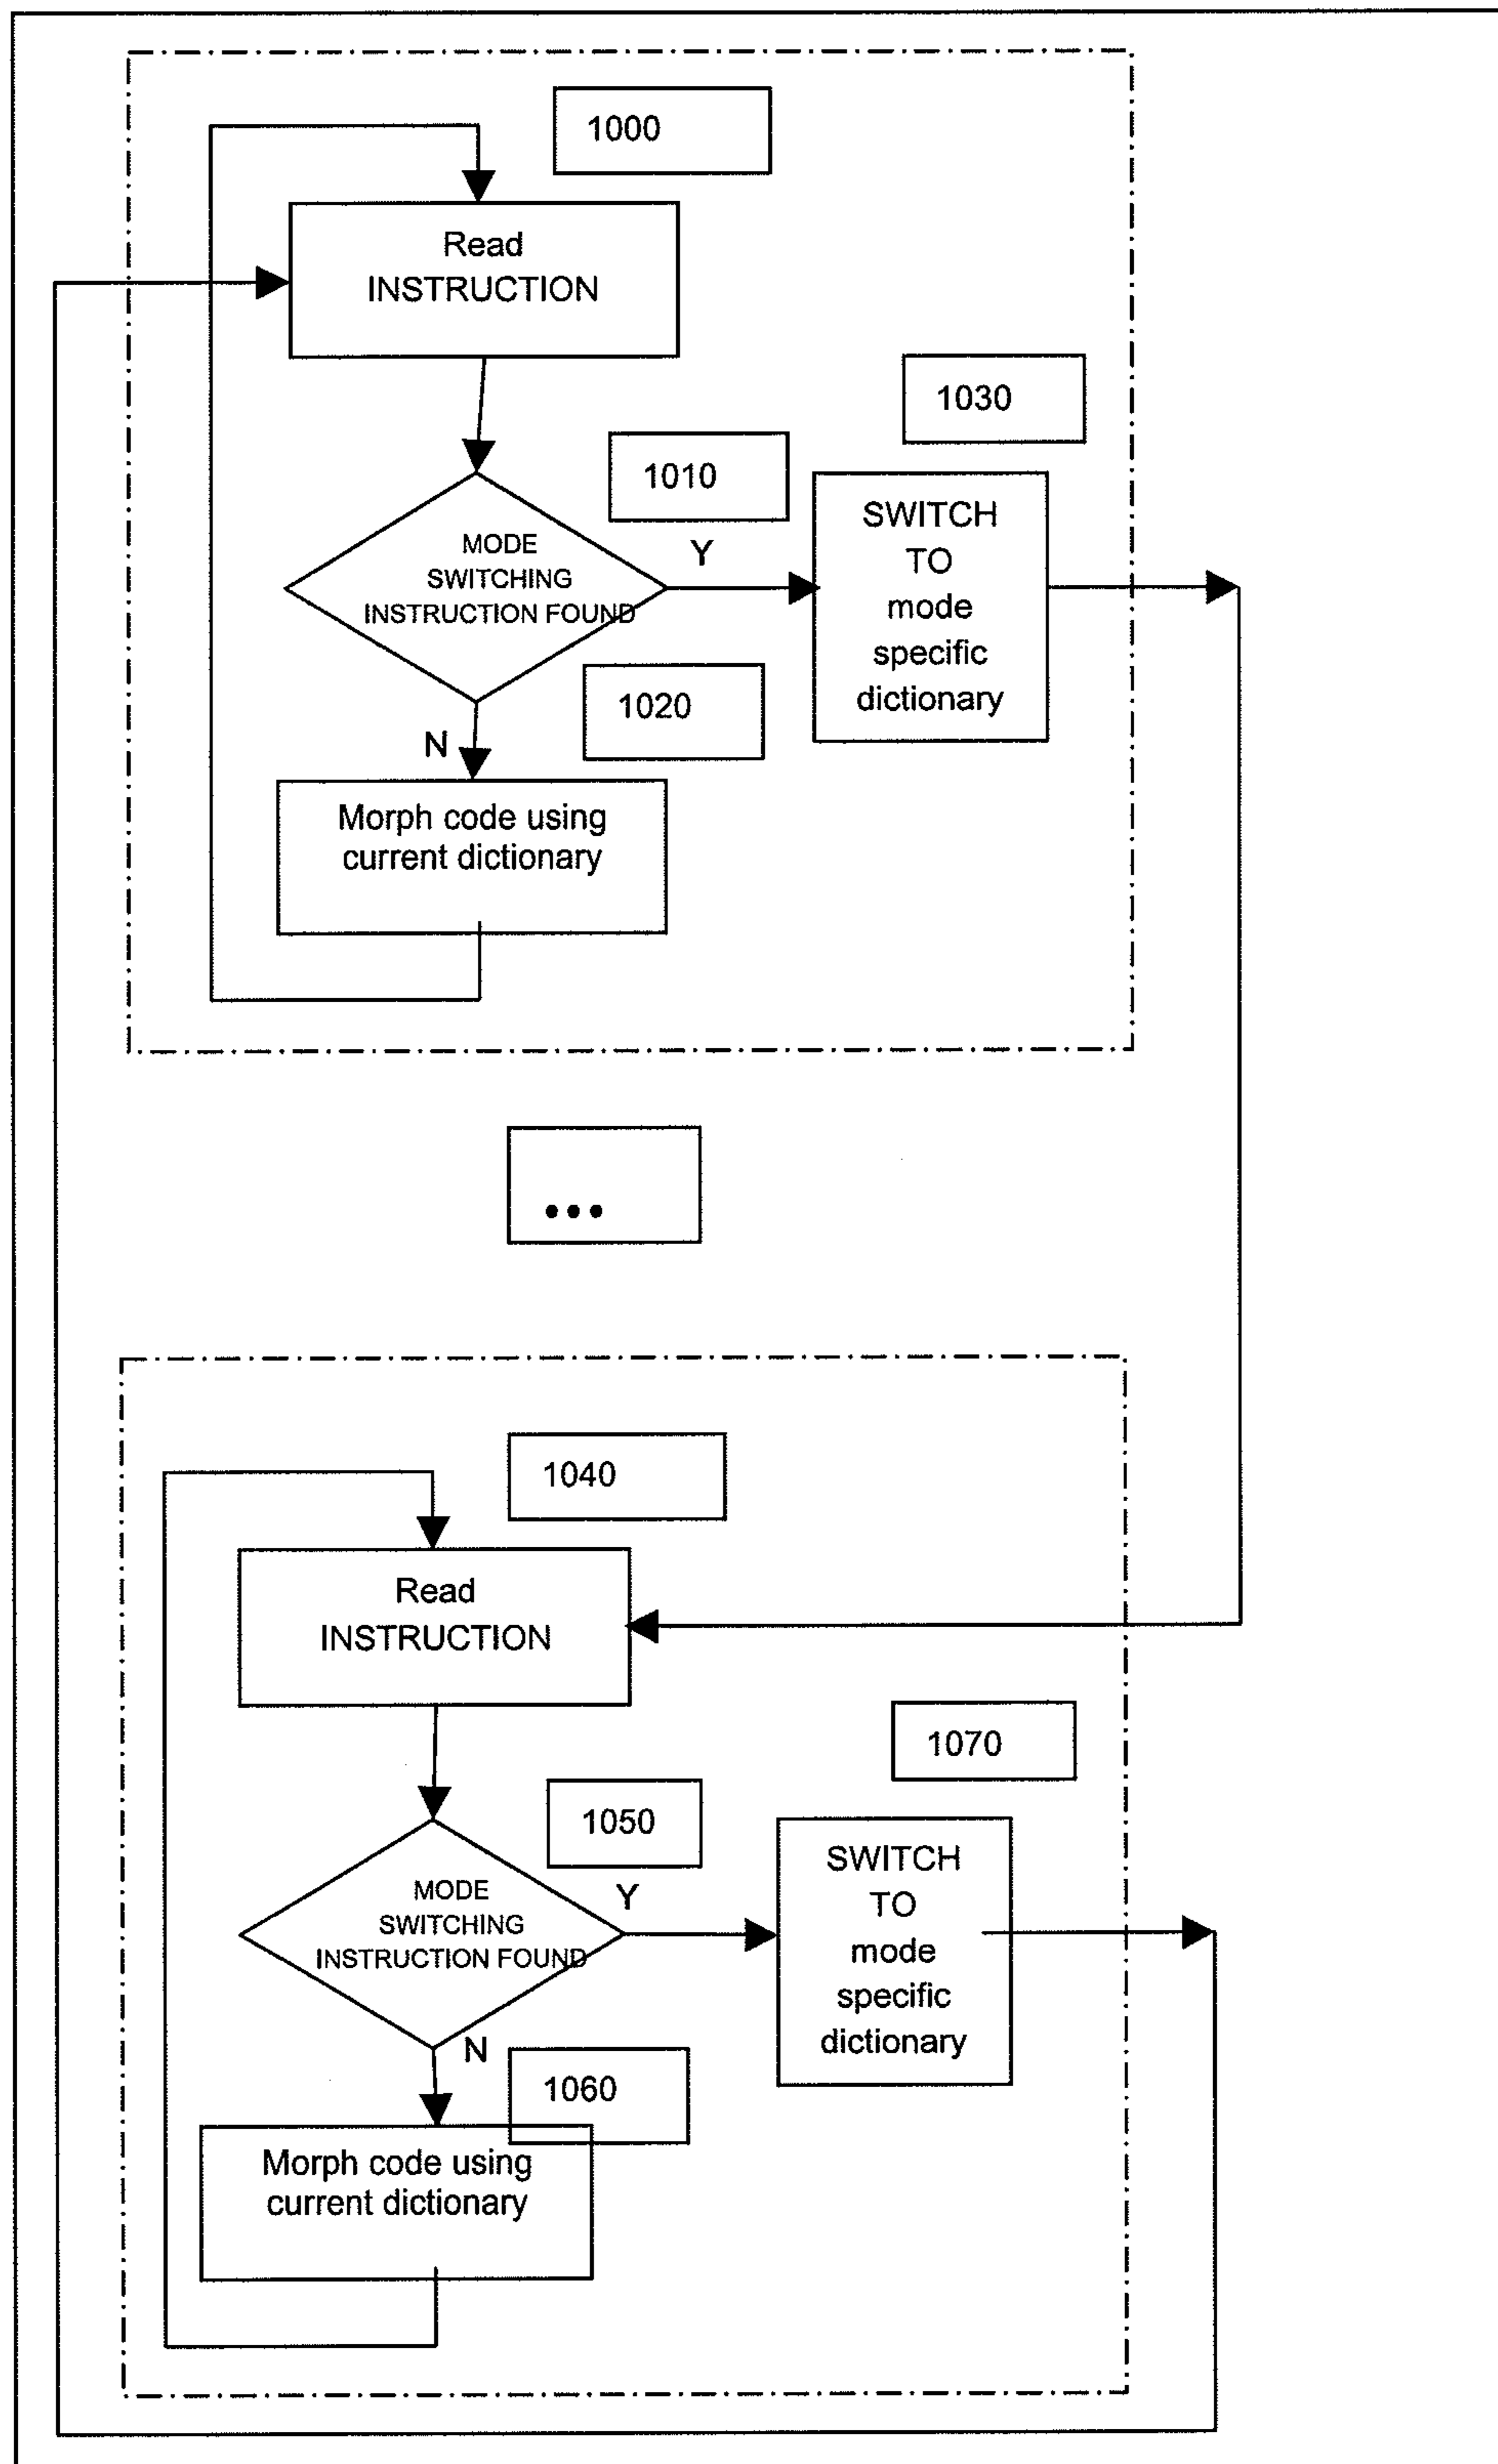 1000
Read
INSTRUCTION
1030
1010
MODE
SWITCHING
INSTRUCTION FOUND
Y
SWITCH
TO
mode
specific
dictionary
1020
N
Morph code using
current dictionary
...
1040
Read
INSTRUCTION
1070
1050
MODE
SWITCHING
INSTRUCTION FOUND
Y
SWITCH
TO
mode
specific
dictionary
N
1060
Morph code using
current dictionary